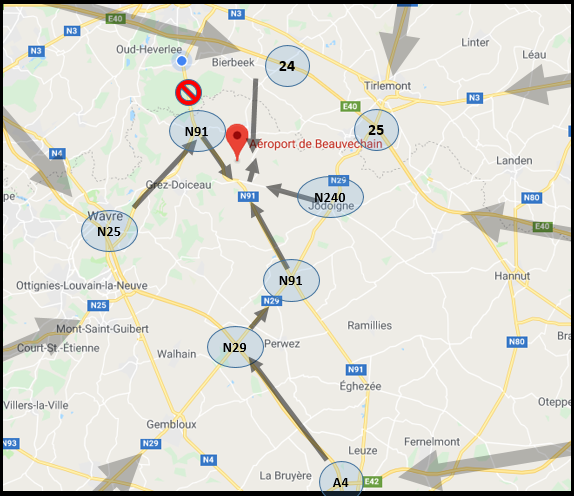 E40
N3
N3
Oud-Heverlee
Linter
Bierbeek
24
Léau
Tirlemont
N3
E40
N91
25
Aéroport de Beauvechain
N4
Landen
Grez-Doiceau
N29
N80
N91
N240
Jodoigne
Wavre
N25
E40
Hannut
N91
Ottignies-Louvain-la-Neuve
N29
N25
Mont-Saint-Guibert
Ramillies
N80
Court-St.-Étienne
N29
Perwez
Walhain
N91
Éghezée
Villers-la-Ville
Gembloux
N93
N29
Fernelmont
N4
Leuze
La Bruyère
A4
E42